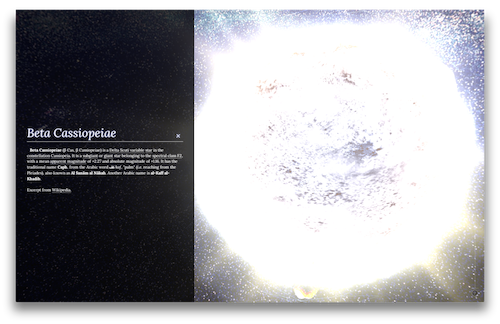 Beta Cassiopeiae
×
Beta Cassiopeiae (β Cas, β Cassiopeiae) is a Delta Scuti variable star in the
constellation Cassiopeia. It is a subgiant or giant star belonging to the spectral class F2,
with a mean apparent magnitude of +2.27 and absolute magnitude of +1.16. It has the
traditional name Caph, from the Arabic word كف kaf, "palm" (i.e. reaching from the
Pleiades), also known as Al Sanām al Nākah. Another Arabic name is al-Kaff al-
Khadib.
Excerpt from Wikipedia.